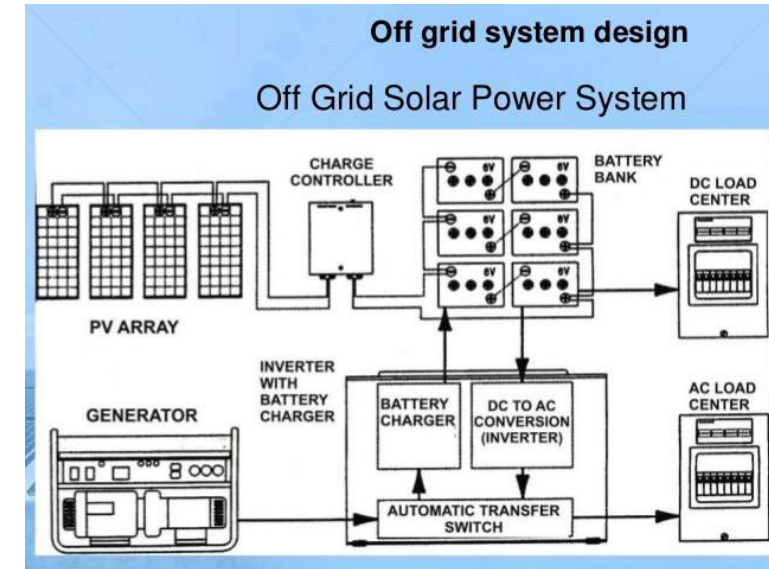 Off grid system design
Off Grid Solar Power System
CHARGE
CONTROLLER
6V
6V
6V
6V
6V
6V
BATTERY
BANK
DC LOAD
CENTER
PV ARRAY
INVERTER
WITH
BATTERY
CHARGER
BATTERY
CHARGER
DC TO AC
CONVERSION
(INVERTER)
AC LOAD
CENTER
GENERATOR
AUTOMATIC TRANSFER
SWITCH